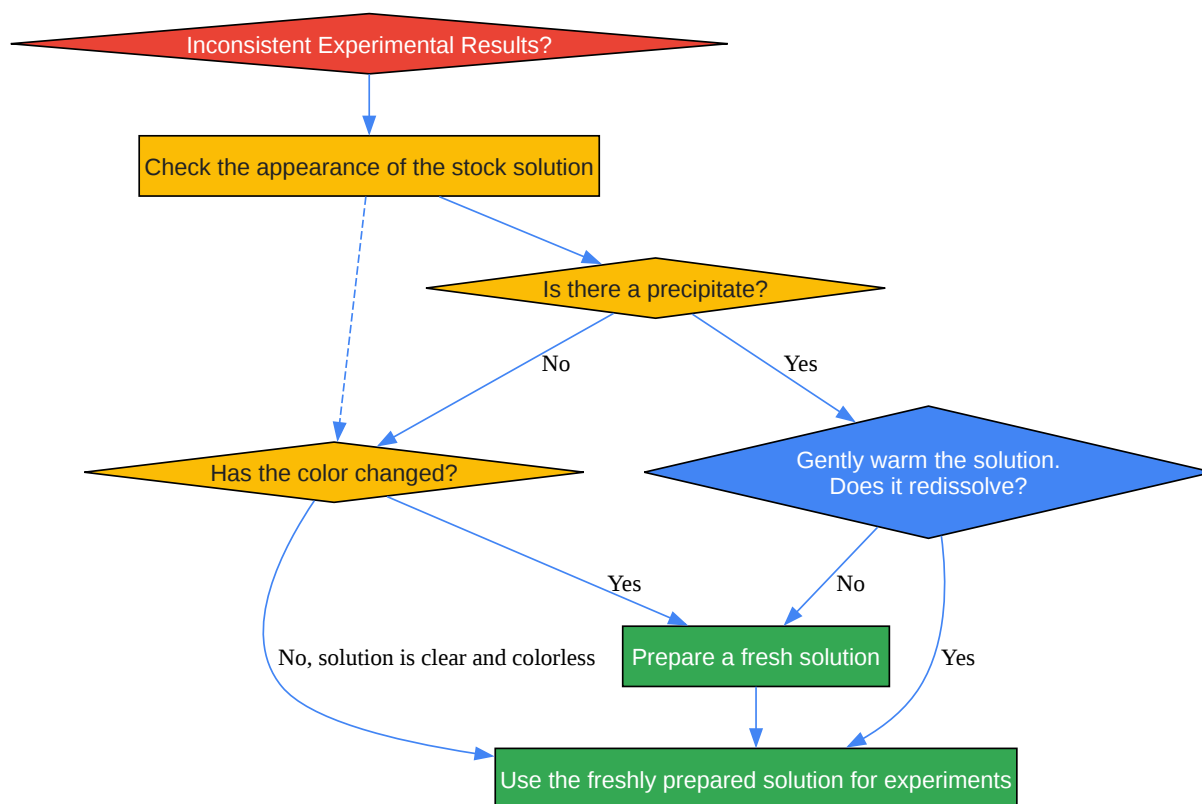 Inconsistent Experimental Results?
Check the appearance of the stock solution
Is there a precipitate?
No
Yes
Has the color changed?
Gently warm the solution.
Does it redissolve?
Yes
No
No, solution is clear and colorless
Prepare a fresh solution
Yes
Use the freshly prepared solution for experiments